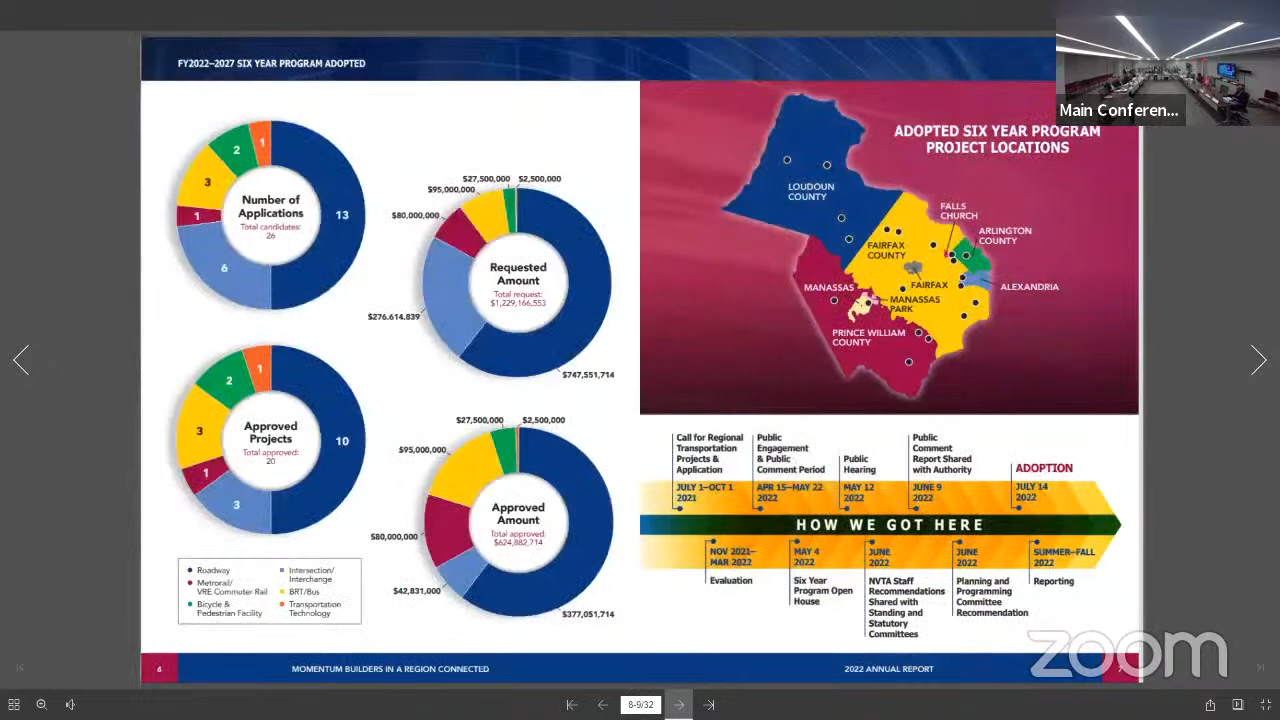 FY2022–2027 SIX YEAR PROGRAM ADOPTED
Main Conferen...
1
2
3
1
6
13
Number of
Applications
Total candidates:
26
$27,500,000
$2,500,000
$95,000,000
$80,000,000
$276.614.839
$747,551,714
Requested
Amount
Total request:
$1,229,166,553
1
2
3
1
3
10
Approved
Projects
Total approved:
20
$27,500,000
$2,500,000
$95,000,000
$80,000,000
$42,831,000
$377,051,714
Approved
Amount
Total approved:
$624,882,714
Roadway
Metrorail/
VRE Commuter Rail
Bicycle &
Pedestrian Facility
Intersection/
Interchange
BRT/Bus
Transportation
Technology
ADOPTED SIX YEAR PROGRAM
PROJECT LOCATIONS
LOUDOUN
COUNTY
FALLS
CHURCH
ARLINGTON
COUNTY
FAIRFAX
COUNTY
FAIRFAX
ALEXANDRIA
MANASSAS
MANASSAS
PARK
PRINCE WILLIAM
COUNTY
Call for Regional
Transportation
Projects &
Application
JULY 1–OCT 1
2021
Public
Engagement
& Public
Comment Period
APR 15–MAY 22
2022
Public
Hearing
MAY 12
2022
Public
Comment
Report Shared
with Authority
JUNE 9
2022
ADOPTION
JULY 14
2022
HOW WE GOT HERE
NOV 2021–
MAR 2022
Evaluation
MAY 4
2022
Six Year
Program Open
House
JUNE
2022
NVTA Staff
Recommendations
Shared with
Standing and
Statutory
Committees
JUNE
2022
Planning and
Programming
Committee
Recommendation
SUMMER–FALL
2022
Reporting
6
MOMENTUM BUILDERS IN A REGION CONNECTED
2022 ANNUAL REPORT
zoom
8-9/32